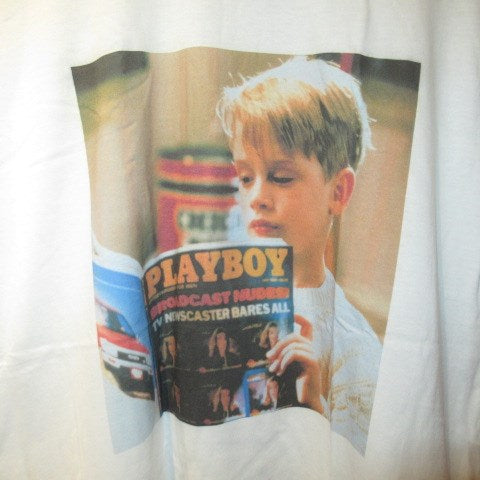 PLAYBOY
BROADCAST NUDES!
TV NEWSCASTER BARES ALL